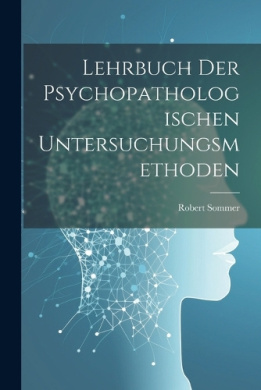 Lehrbuch Der
Psychopatholog
ischen
Untersuchungsm
ethoden
Robert Sommer